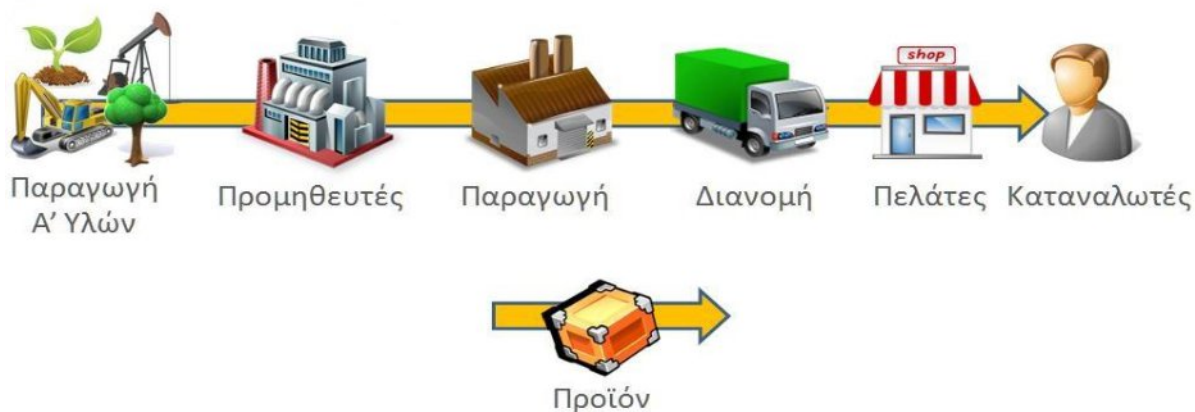 shop
Παραγωγή
Α' Υλών
Προμηθευτές
Παραγωγή
Διανομή
Πελάτες
Καταναλωτές
Προϊόν